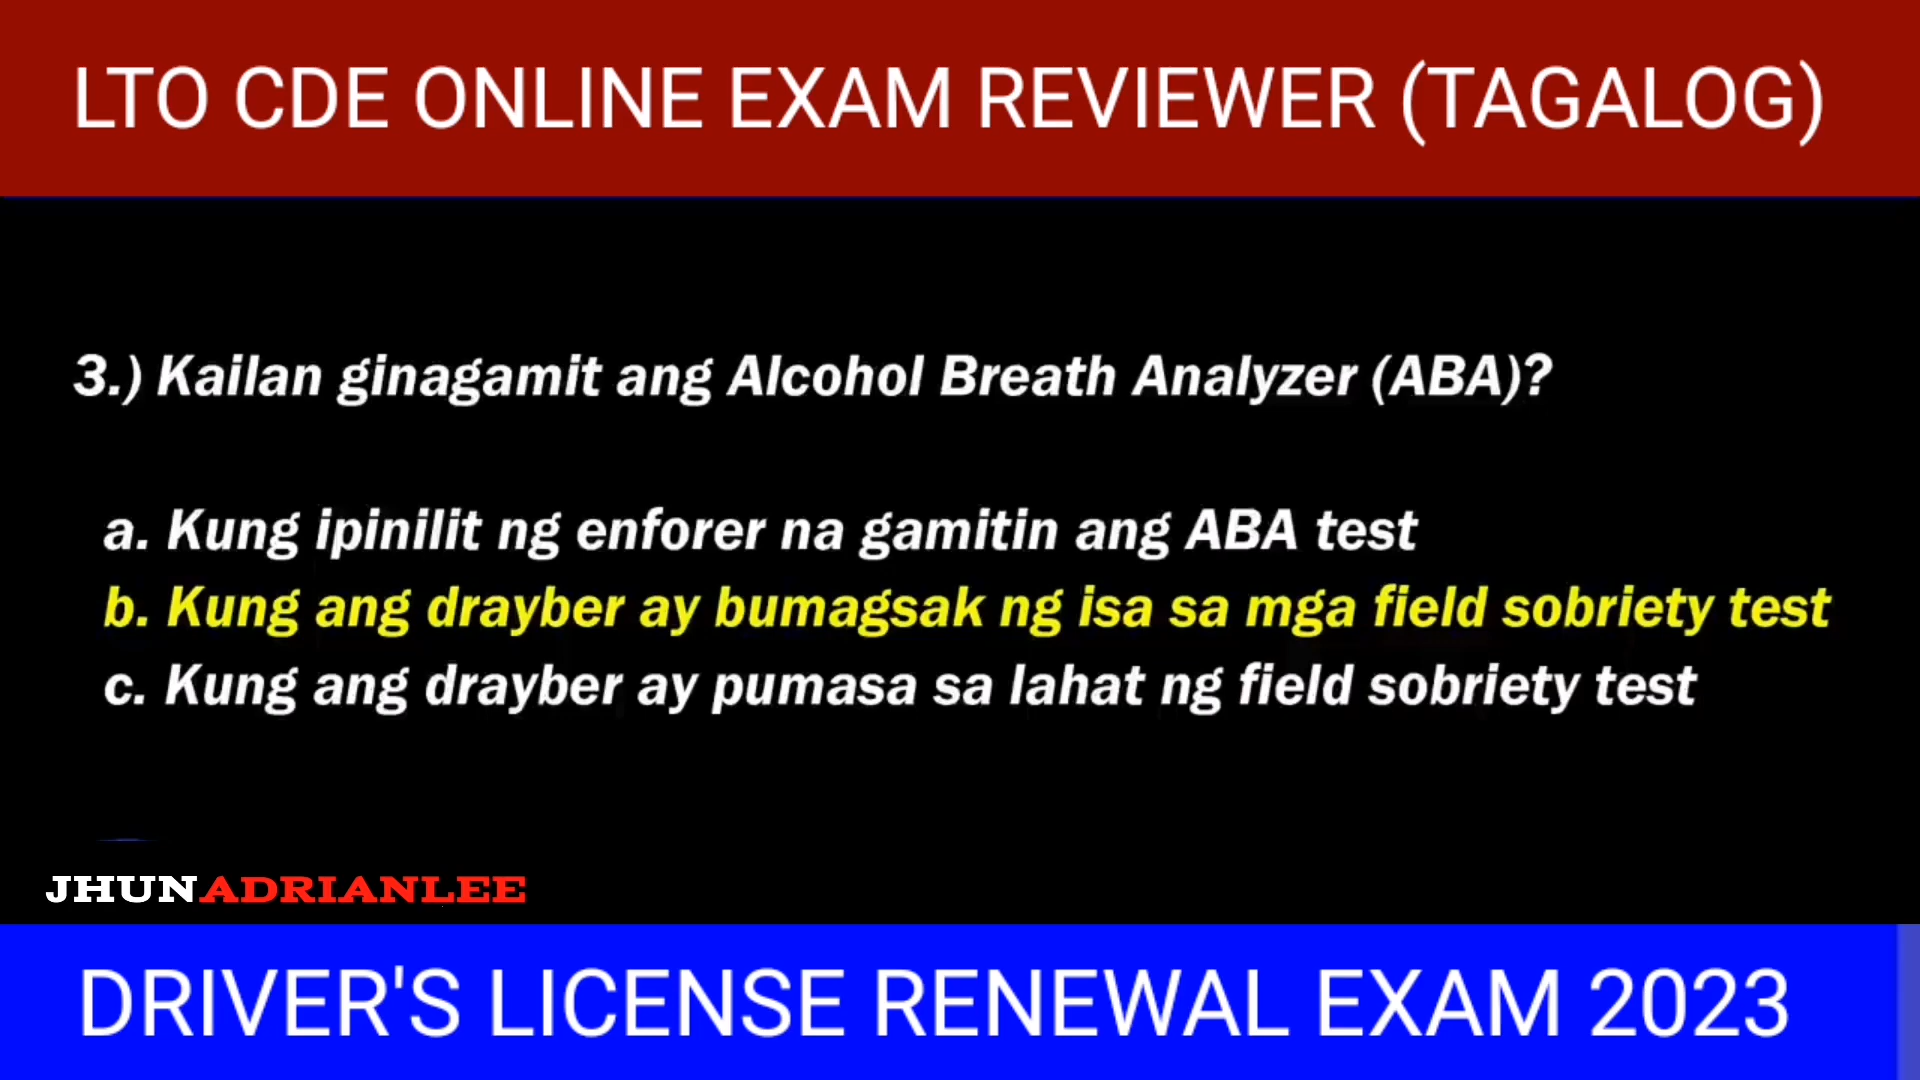 LTO CDE ONLINE EXAM REVIEWER (TAGALOG)
3.) Kailan ginagamit ang Alcohol Breath Analyzer (ABA)?
a. Kung ipinilit ng enforer na gamitin ang ABA test
b. Kung ang drayber ay bumagsak ng isa sa mga field sobriety test
c. Kung ang drayber ay pumasa sa lahat ng field sobriety test
JHUNADRIANLEE
DRIVER'S LICENSE RENEWAL EXAM 2023